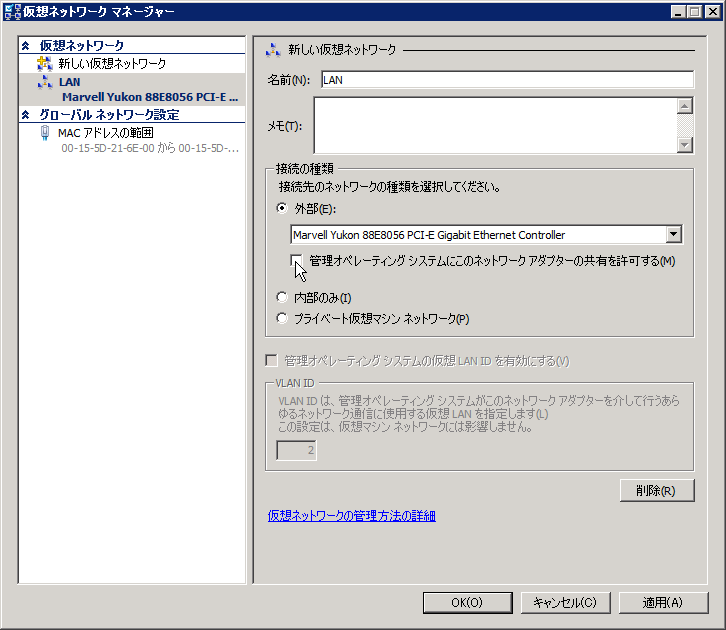 仮想ネットワーク マネージャー
仮想ネットワーク
新しい仮想ネットワーク
LAN
Marvell Yukon 88E8056 PCI-E ...
グローバル ネットワーク設定
MAC アドレスの範囲
00-15-5D-21-6E-00 から 00-15-5D-...
新しい仮想ネットワーク
名前(N):
LAN
メモ(T):
接続の種類
接続先のネットワークの種類を選択してください。
外部(E):
Marvell Yukon 88E8056 PCI-E Gigabit Ethernet Controller
管理オペレーティング システムにこのネットワーク アダプターの共有を許可する(M)
内部のみ(I)
プライベート仮想マシン ネットワーク(P)
管理オペレーティング システムの仮想 LAN ID を有効にする(V)
VLAN ID
VLAN ID は、管理オペレーティング システムがこのネットワーク アダプターを介して行うあら
ゆるネットワーク通信に使用する仮想 LAN を指定します(L)
この設定は、仮想マシン ネットワークには影響しません。
2
削除(R)
仮想ネットワークの管理方法の詳細
OK(O)
キャンセル(C)
適用(A)